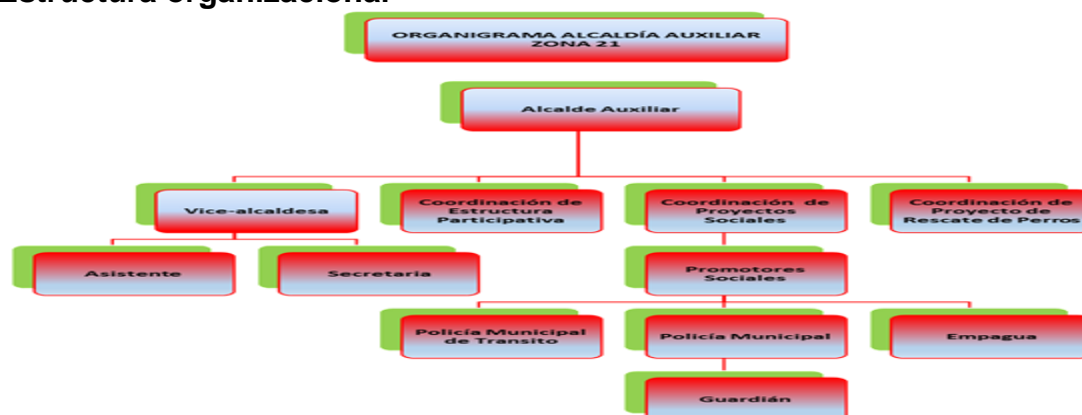 Estructura organizacional
ORGANIGRAMA ALCALDÍA AUXILIAR
ZONA 21
Alcalde Auxiliar
Vice-alcaldesa
Coordinación de
Estructura
Participativa
Coordinación de
Proyectos
Sociales
Coordinación de
Proyecto de
Rescate de Perros
Asistente
Secretaria
Promotores
Sociales
Policía Municipal
de Transito
Policía Municipal
Empagua
Guardián